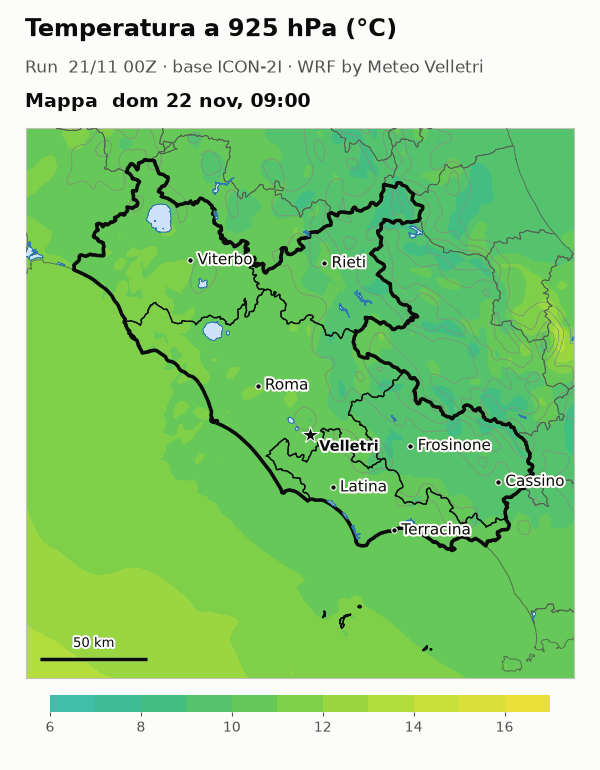 Temperatura a 925 hPa (°C)
Run  21/11 00Z · base ICON-2I · WRF by Meteo Velletri
Mappa  dom 22 nov, 09:00
Viterbo
Rieti
Roma
Velletri
Frosinone
Latina
Cassino
Terracina
50 km
6 8 10 12 14 16